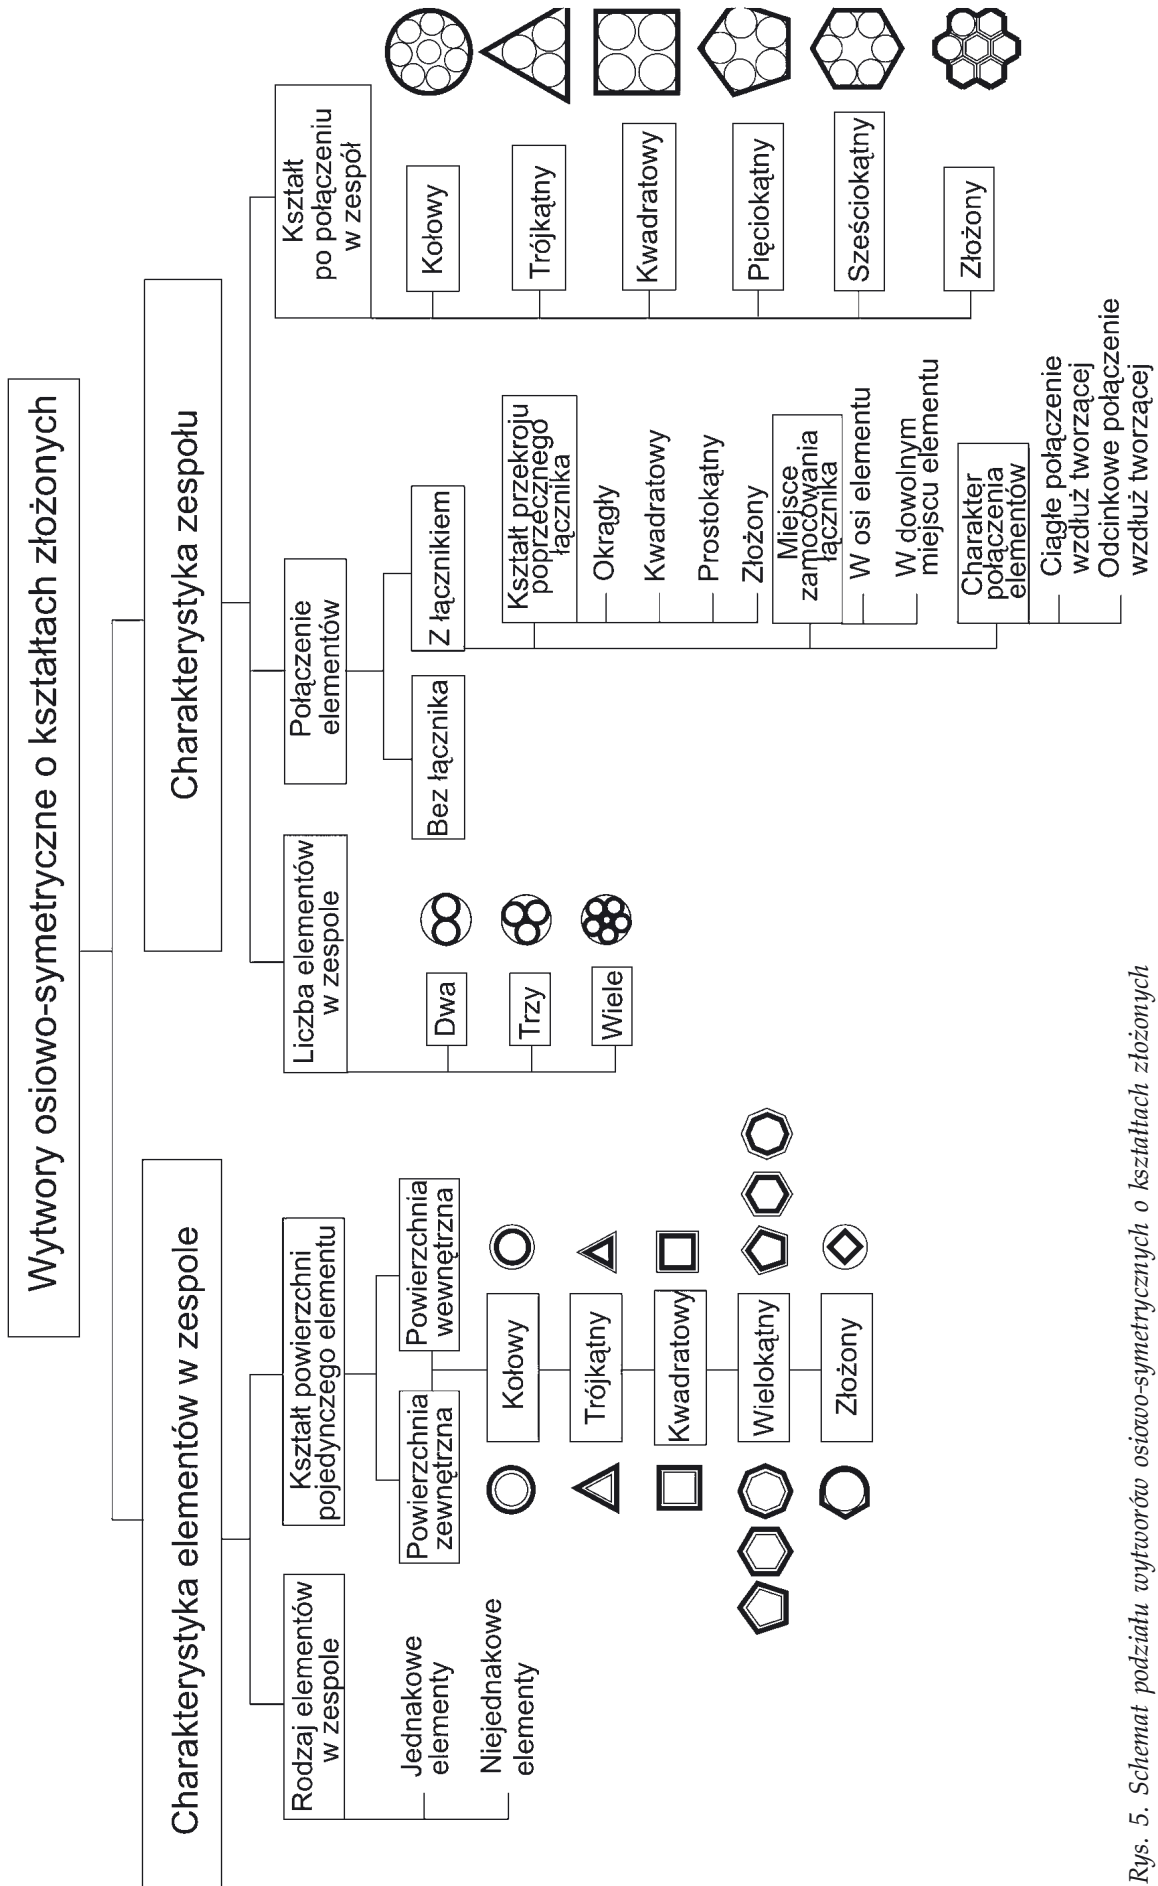 Wytwory osiowo-symetryczne o kształtach złożonych
Charakterystyka elementów w zespole
Rodzaj elementów
w zespole
Jednakowe
elementy
Niejednakowe
elementy
Kształt powierzchni
pojedynczego elementu
Powierzchnia
zewnętrzna
Powierzchnia
wewnętrzna
Kołowy
Trójkątny
Kwadratowy
Wielokątny
Złożony
Charakterystyka zespołu
Liczba elementów
w zespole
Dwa
Trzy
Wiele
Połączenie
elementów
Bez łącznika
Z łącznikiem
Kształt przekroju
poprzecznego
łącznika
Okrągły
Kwadratowy
Prostokątny
Złożony
Miejsce
zamocowania
łącznika
W osi elementu
W dowolnym
miejscu elementu
Charakter
połączenia
elementów
Ciągłe połączenie
wzdłuż tworzącej
Odcinkowe połączenie
wzdłuż tworzącej
Kształt
po połączeniu
w zespół
Kołowy
Trójkątny
Kwadratowy
Pięciokątny
Sześciokątny
Złożony
Rys. 5. Schemat podziału wytworów osiowo-symetrycznych o kształtach złożonych